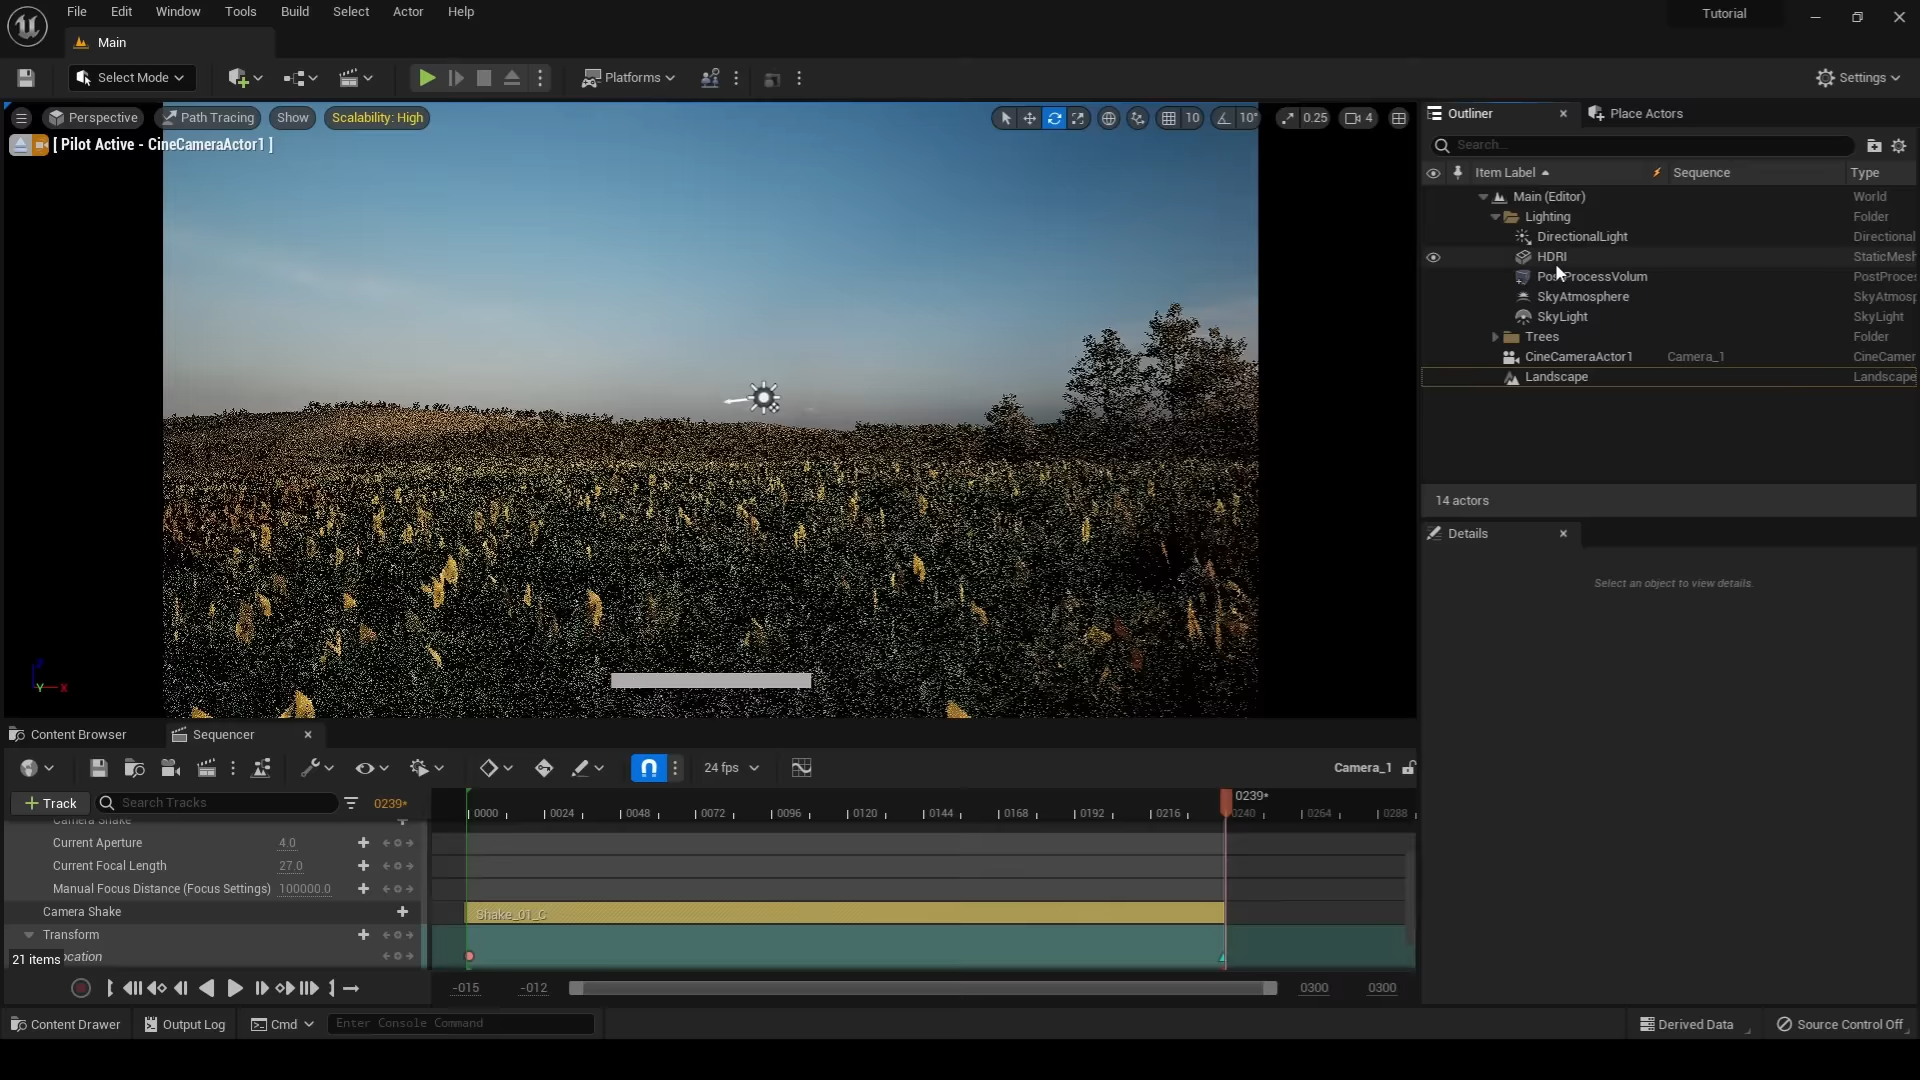 File Edit Window Tools Build Select Actor Help
Tutorial
Main
Select Mode
Platforms
Settings
Perspective Path Tracing Show Scalability: High
10 10° 0.25 4
[ Pilot Active - CineCameraActor1 ]
Outliner Place Actors
Search...
Item Label Sequence Type
Main (Editor) World
Lighting Folder
DirectionalLight Directional
HDRI StaticMesh
PostProcessVolum PostProces
SkyAtmosphere SkyAtmosp
SkyLight SkyLight
Trees Folder
CineCameraActor1 Camera_1 CineCamer
Landscape Landscape
14 actors
Details
Select an object to view details.
Z
Y X
Content Browser Sequencer
24 fps
Camera_1
Track Search Tracks 0239*
0239*
0000 0024 0048 0072 0096 0120 0144 0168 0192 0216 0240 0264 0288
Camera Shake
Current Aperture 4.0
Current Focal Length 27.0
Manual Focus Distance (Focus Settings) 100000.0
Camera Shake Shake_01_C
Transform
21 items ocation
-015 -012 0300 0300
Content Drawer Output Log Cmd Enter Console Command
Derived Data Source Control Off